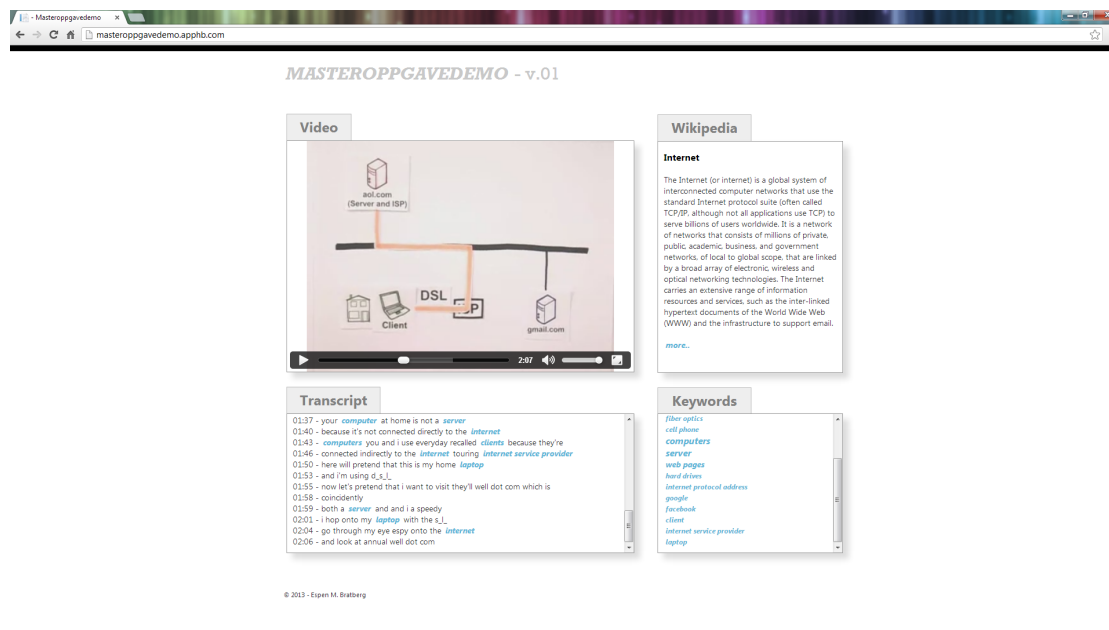 - Masteroppgavedemo
masteroppgavedemo.apphb.com
MASTEROPPGAVEDEMO - v.01
Video
aol.com
(Server and ISP)
DSL
ISP
Client
gmail.com
2:07
Wikipedia
Internet
The Internet (or internet) is a global system of
interconnected computer networks that use the
standard Internet protocol suite (often called
TCP/IP, although not all applications use TCP) to
serve billions of users worldwide. It is a network
of networks that consists of millions of private,
public, academic, business, and government
networks, of local to global scope, that are linked
by a broad array of electronic, wireless and
optical networking technologies. The Internet
carries an extensive range of information
resources and services, such as the inter-linked
hypertext documents of the World Wide Web
(WWW) and the infrastructure to support email.
more..
Transcript
01:37 - your computer at home is not a server
01:40 - because it's not connected directly to the internet
01:43 - computers you and i use everyday recalled clients because they're
01:46 - connected indirectly to the internet touring internet service provider
01:50 - here will pretend that this is my home laptop
01:53 - and i'm using d_s_l_
01:55 - now let's pretend that i want to visit they'll well dot com which is
01:58 - coincidently
01:59 - both a server and and i a speedy
02:01 - i hop onto my laptop with the s_l_
02:04 - go through my eye espy onto the internet
02:06 - and look at annual well dot com
Keywords
fiber optics
cell phone
computers
server
web pages
hard drives
internet protocol address
google
facebook
client
internet service provider
laptop
© 2013 - Espen M. Bratberg